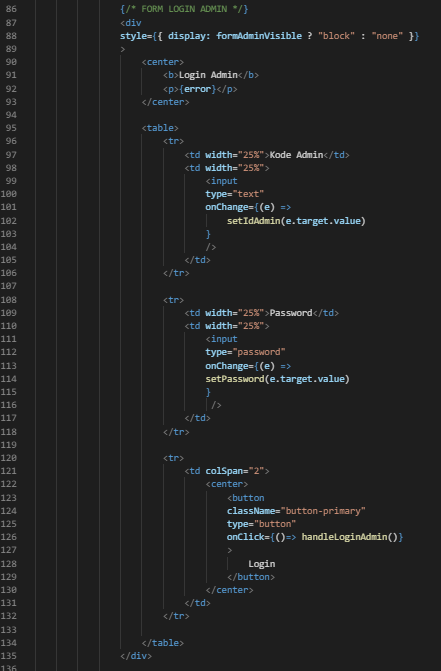 86 {/* FORM LOGIN ADMIN */}
87 <div
88 style={{ display: formAdminVisible ? "block" : "none" }}
89 >
90 <center>
91 <b>Login Admin</b>
92 <p>{error}</p>
93 </center>
94
95 <table>
96 <tr>
97 <td width="25%">Kode Admin</td>
98 <td width="25%">
99 <input
100 type="text"
101 onChange={(e) =>
102 setIdAdmin(e.target.value)
103 }
104 />
105 </td>
106 </tr>
107
108 <tr>
109 <td width="25%">Password</td>
110 <td width="25%">
111 <input
112 type="password"
113 onChange={(e) =>
114 setPassword(e.target.value)
115 }
116 />
117 </td>
118 </tr>
119
120 <tr>
121 <td colSpan="2">
122 <center>
123 <button
124 className="button-primary"
125 type="button"
126 onClick={()=> handleLoginAdmin()}
127 >
128 Login
129 </button>
130 </center>
131 </td>
132 </tr>
133
134 </table>
135 </div>
136